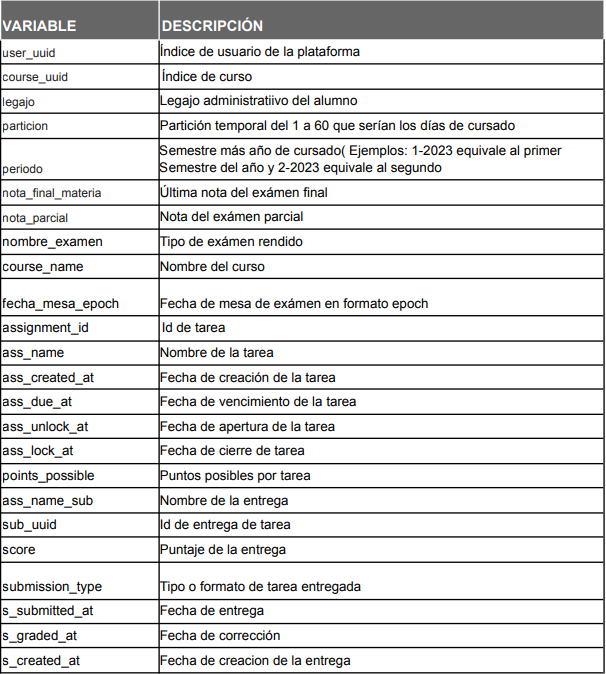 VARIABLE DESCRIPCIÓN
user_uuid Índice de usuario de la plataforma
course_uuid Índice de curso
legajo Legajo administratiivo del alumno
particion Partición temporal del 1 a 60 que serían los días de cursado
periodo Semestre más año de cursado( Ejemplos: 1-2023 equivale al primer
Semestre del año y 2-2023 equivale al segundo
nota_final_materia Última nota del exámen final
nota_parcial Nota del exámen parcial
nombre_examen Tipo de exámen rendido
course_name Nombre del curso
fecha_mesa_epoch Fecha de mesa de exámen en formato epoch
assignment_id Id de tarea
ass_name Nombre de la tarea
ass_created_at Fecha de creación de la tarea
ass_due_at Fecha de vencimiento de la tarea
ass_unlock_at Fecha de apertura de la tarea
ass_lock_at Fecha de cierre de tarea
points_possible Puntos posibles por tarea
ass_name_sub Nombre de la entrega
sub_uuid Id de entrega de tarea
score Puntaje de la entrega
submission_type Tipo o formato de tarea entregada
s_submitted_at Fecha de entrega
s_graded_at Fecha de corrección
s_created_at Fecha de creacion de la entrega